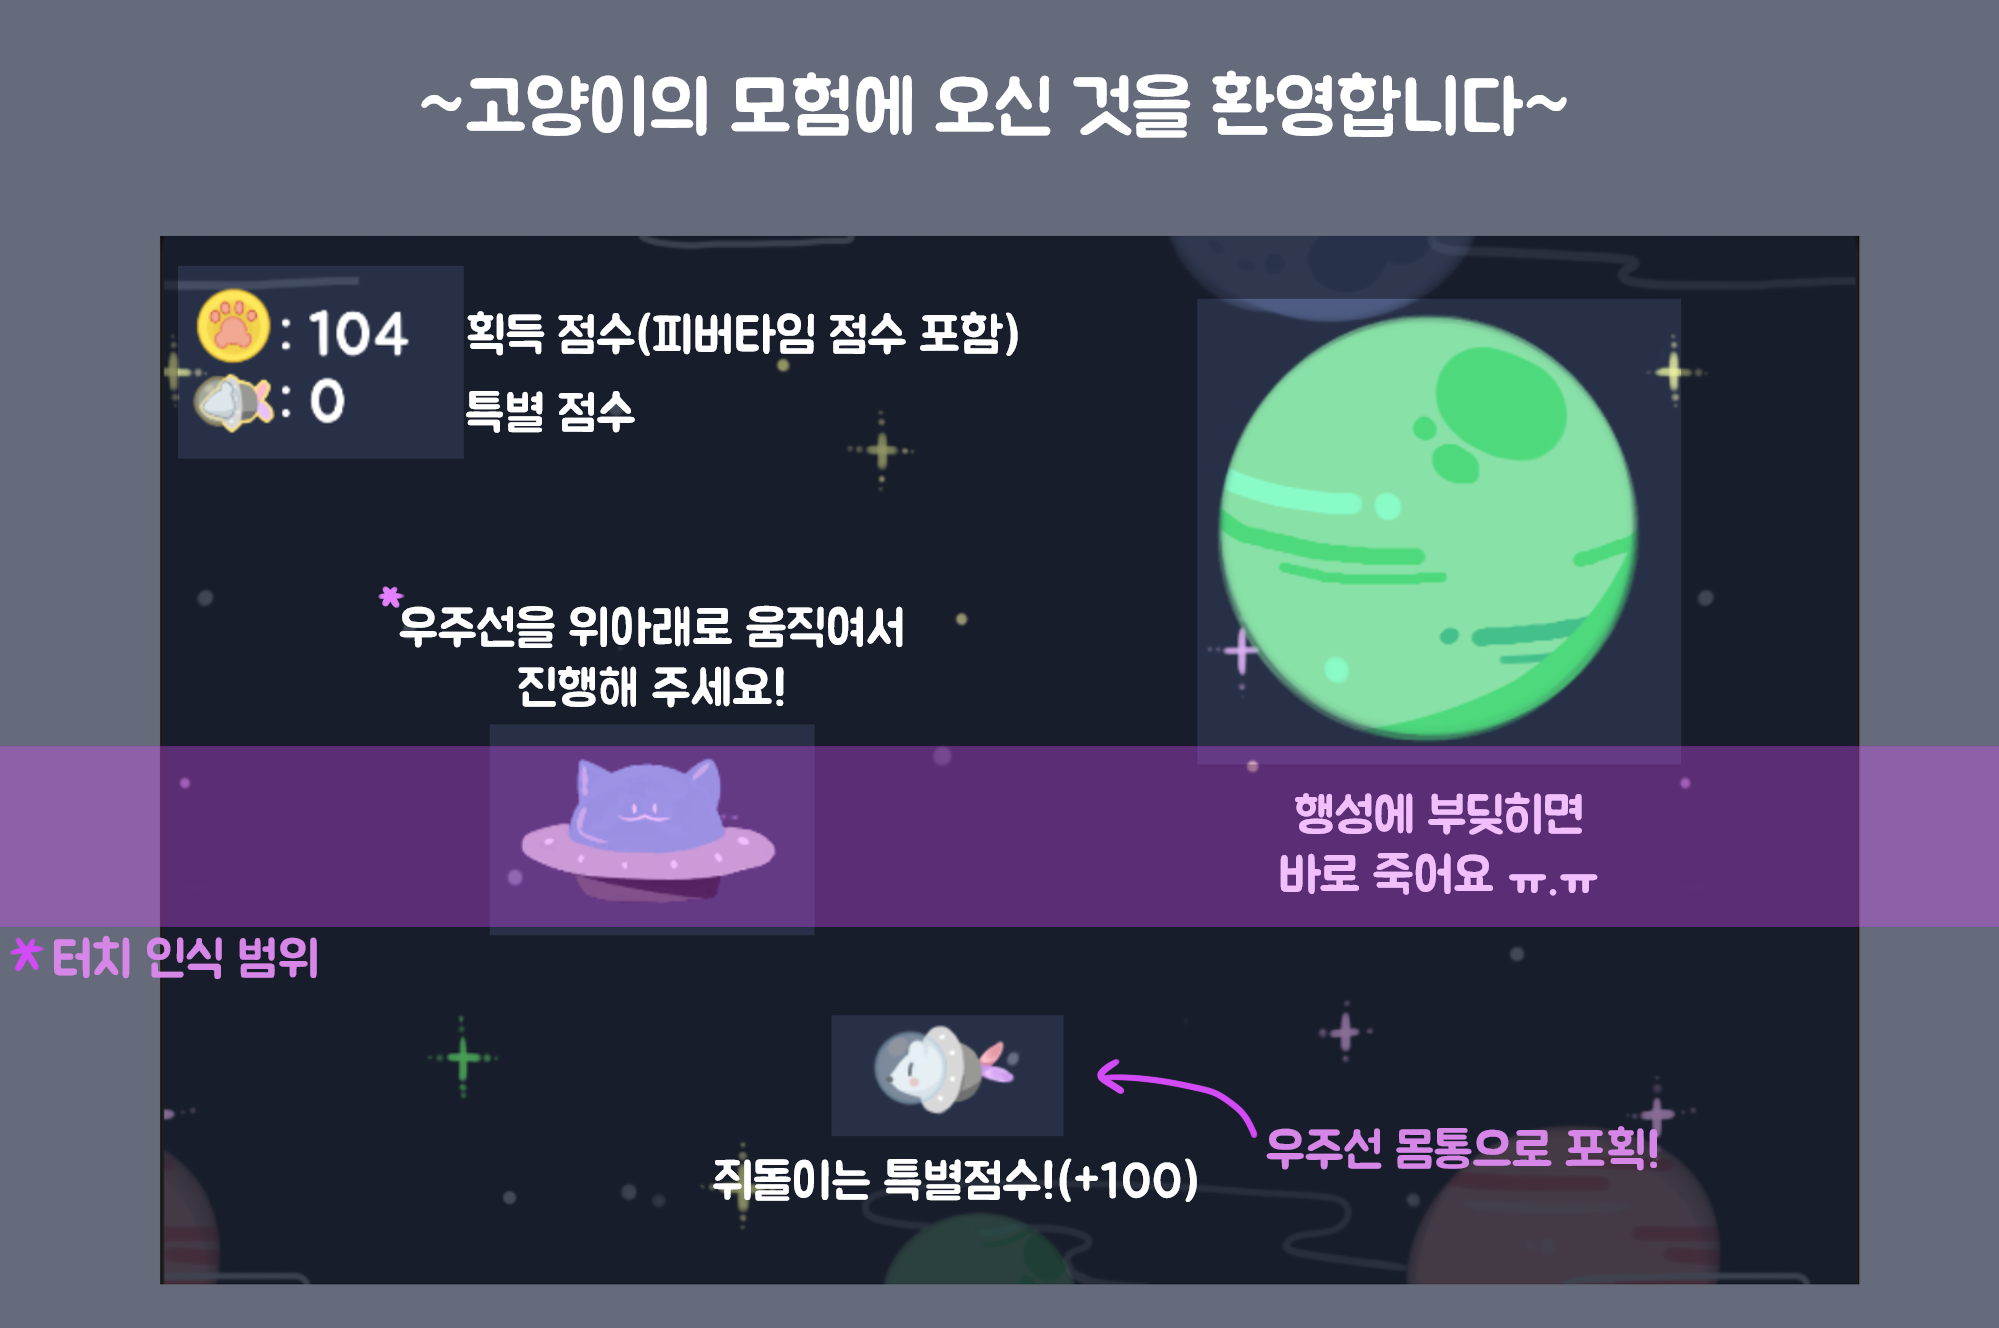 ~고양이의 모험에 오신 것을 환영합니다~
: 104
획득 점수(피버타임 점수 포함)
: 0
특별 점수
*우주선을 위아래로 움직여서
진행해 주세요!
행성에 부딪히면
바로 죽어요 ㅠ.ㅠ
*터치 인식 범위
우주선 몸통으로 포획!
쥐돌이는 특별점수!(+100)